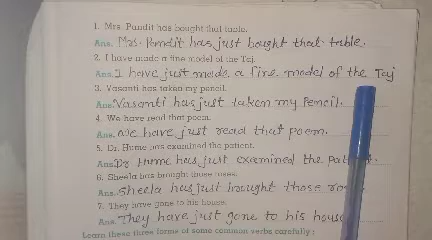 1. Mrs. Pandit has bought that table.
Ans. Mrs. Pandit has just bought that table.
2. I have made a fine model of the Taj.
Ans. I have just made a fine model of the Taj
3. Vasanti has taken my pencil.
Ans. Vasanti has just taken my Pencil.
4. We have read that poem.
Ans. We have just read that poem.
5. Dr. Hume has examined the patient.
Ans. Dr. Hume has just examined the
6. Sheela has brought those roses.
Ans. Sheela has just brought those
7. They have gone to his house.
Ans. They have just gone to his house
Learn these three forms of some common verbs carefully :